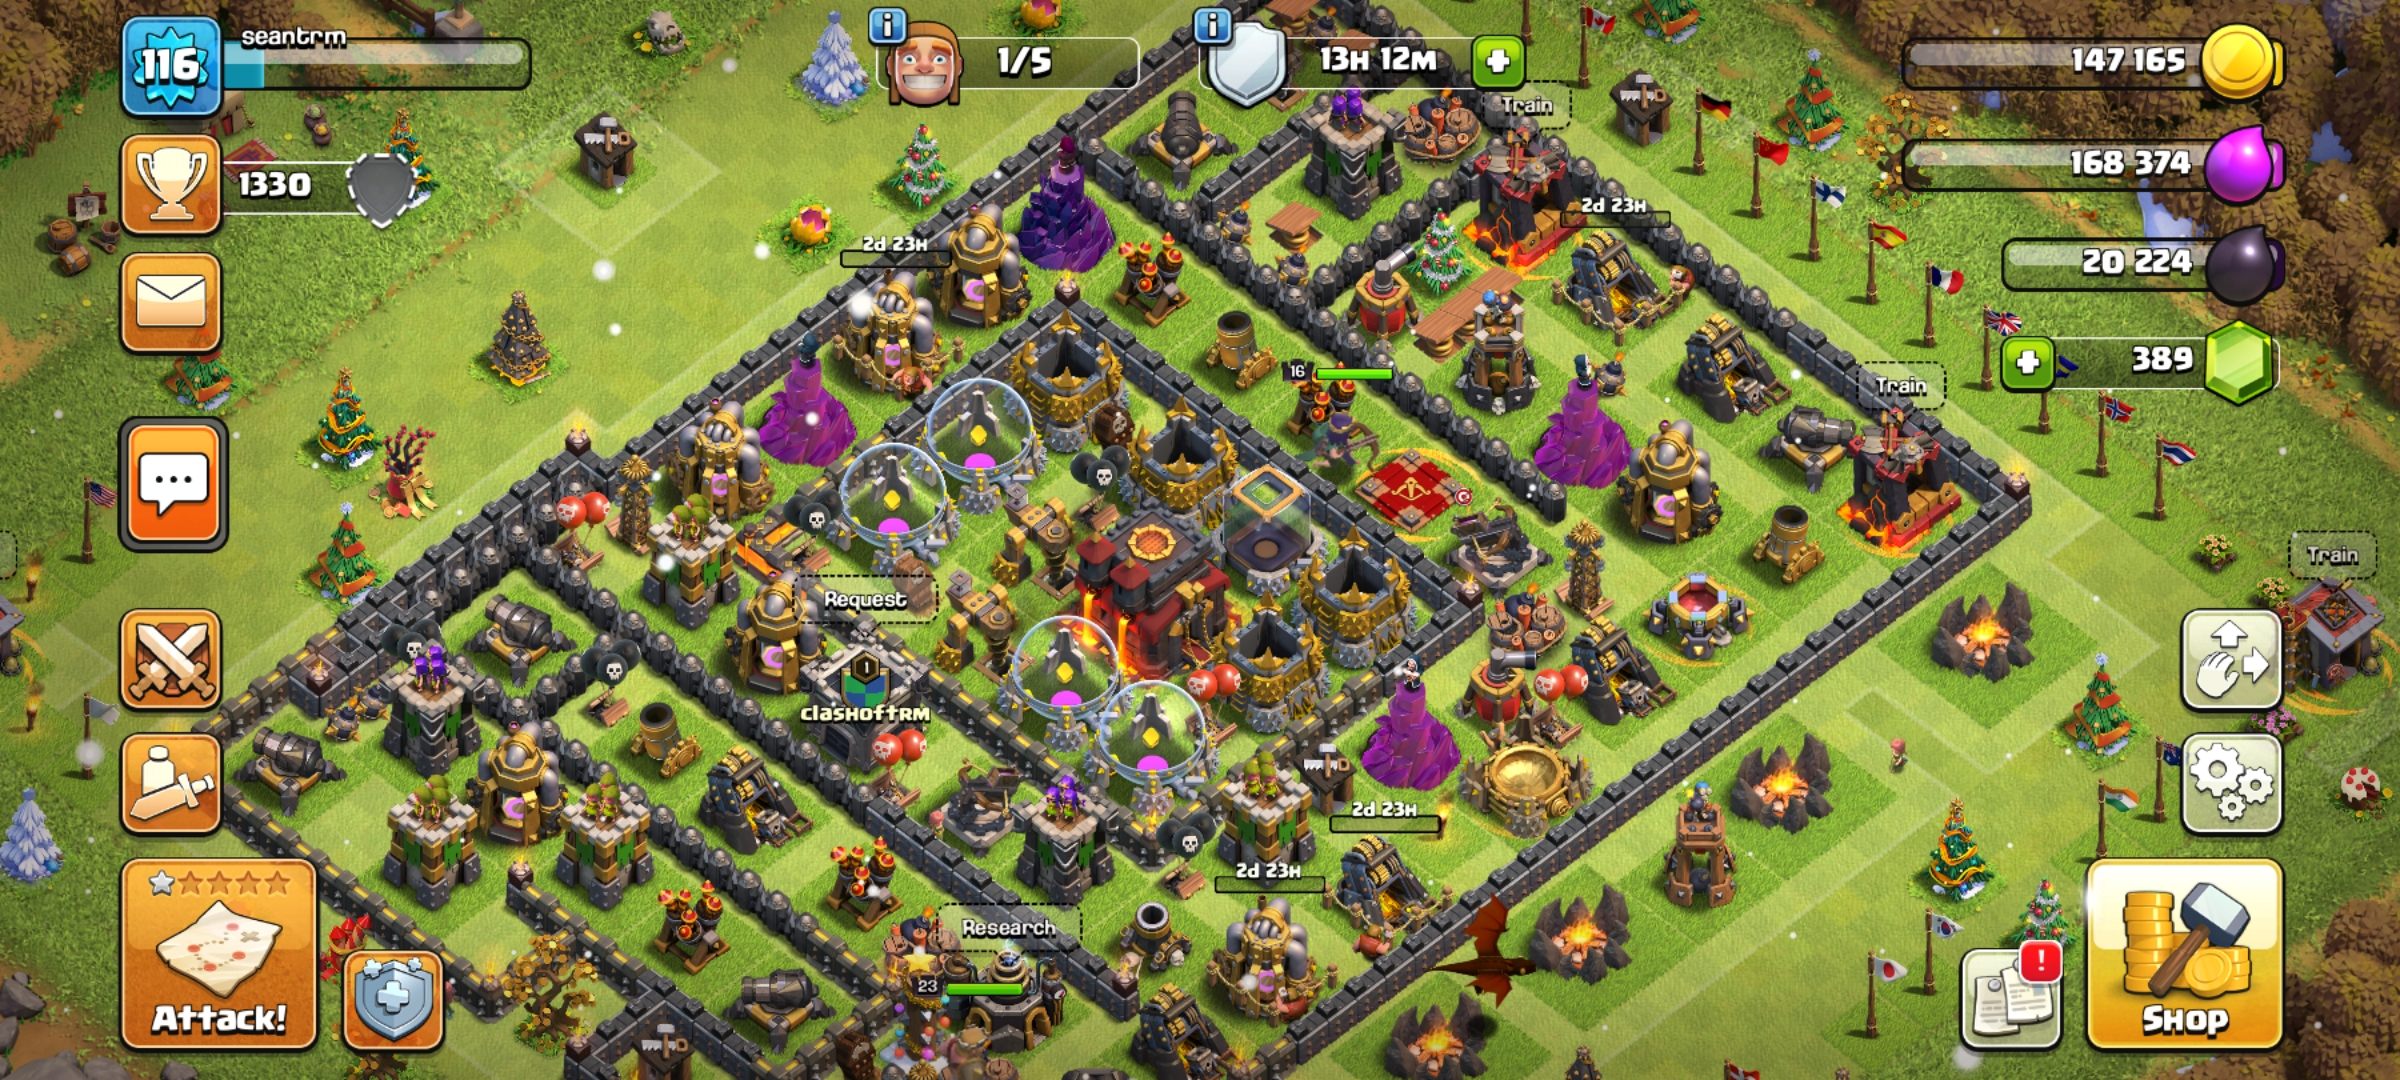 116
seantrm
1/5
13H 12M
147 165
Train
1330
168 374
2d 23H
2d 23H
20 224
389
16
Train
Train
Request
1
clashoftrm
2d 23H
2d 23H
Research
23
Attack!
!
Shop